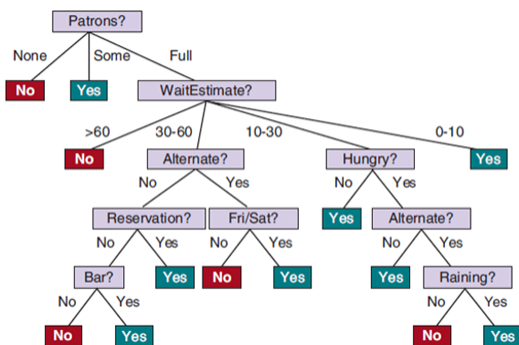 Patrons?
None Some Full
No Yes WaitEstimate?
>60 30-60 10-30 0-10
No Alternate? Hungry? Yes
No Yes No Yes
Reservation? Fri/Sat? Yes Alternate?
No Yes No Yes No Yes
Bar? Yes No Yes Yes Raining?
No Yes No Yes
No Yes No Yes